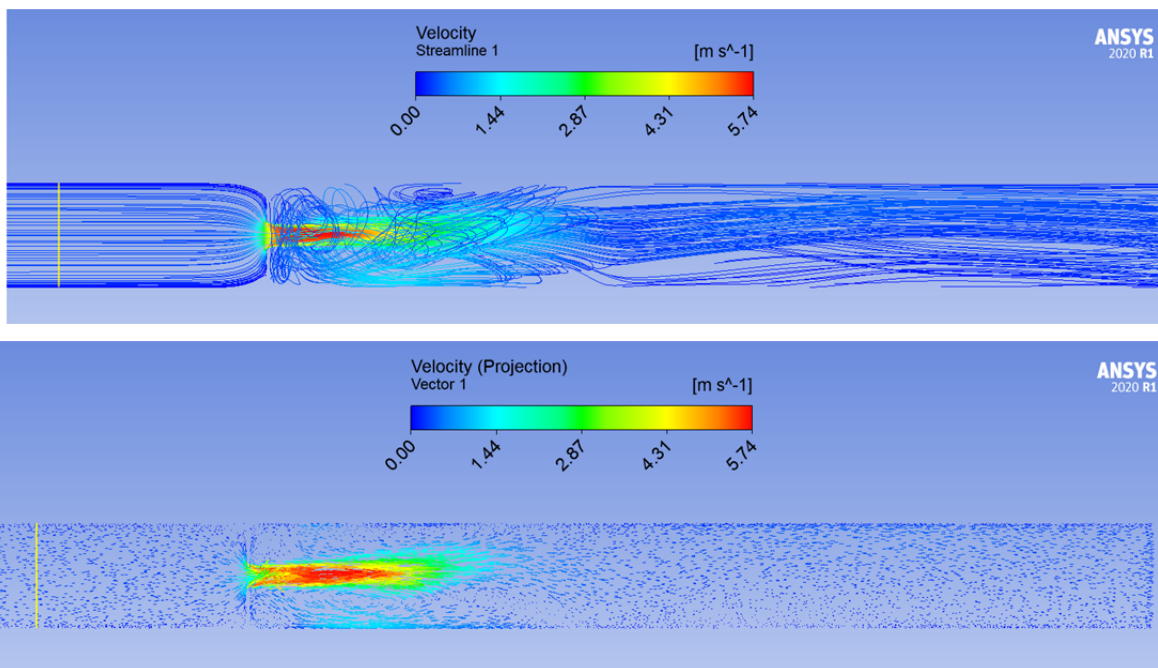 Velocity
Streamline 1
[m s^-1]
ANSYS
2020 R1
0.00
1.44
2.87
4.31
5.74
Velocity (Projection)
Vector 1
[m s^-1]
ANSYS
2020 R1
0.00
1.44
2.87
4.31
5.74